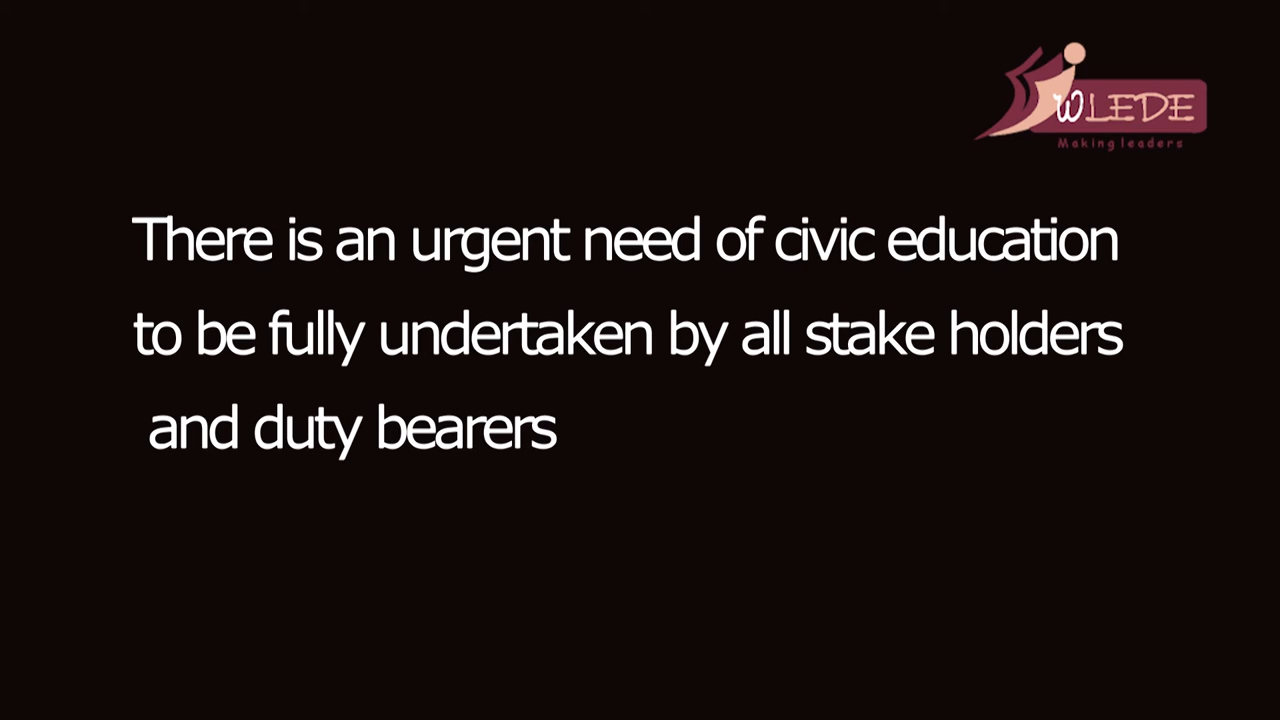 WLEDE
Making leaders
There is an urgent need of civic education
to be fully undertaken by all stake holders
and duty bearers